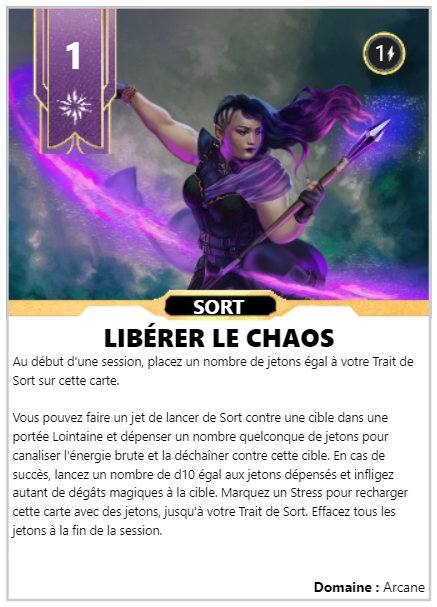 1
1
SORT
LIBÉRER LE CHAOS
Au début d'une session, placez un nombre de jetons égal à votre Trait de
Sort sur cette carte.
Vous pouvez faire un jet de lancer de Sort contre une cible dans une
portée Lointaine et dépenser un nombre quelconque de jetons pour
canaliser l'énergie brute et la déchaîner contre cette cible. En cas de
succès, lancez un nombre de d10 égal aux jetons dépensés et infligez
autant de dégâts magiques à la cible. Marquez un Stress pour recharger
cette carte avec des jetons, jusqu'à votre Trait de Sort. Effacez tous les
jetons à la fin de la session.
Domaine : Arcane